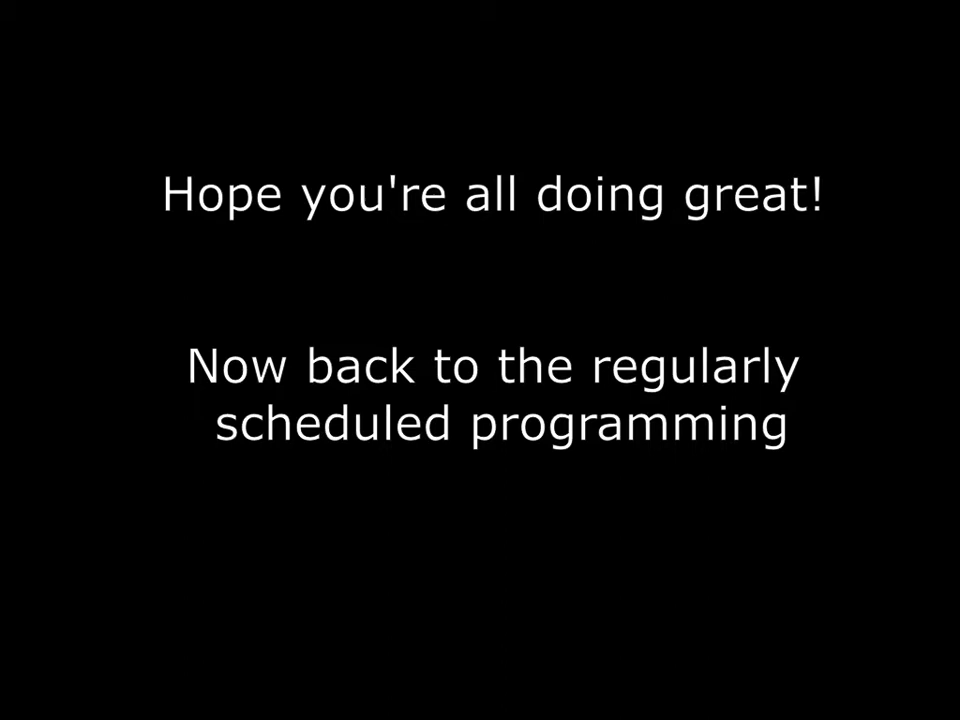 Hope you're all doing great!
Now back to the regularly
scheduled programming